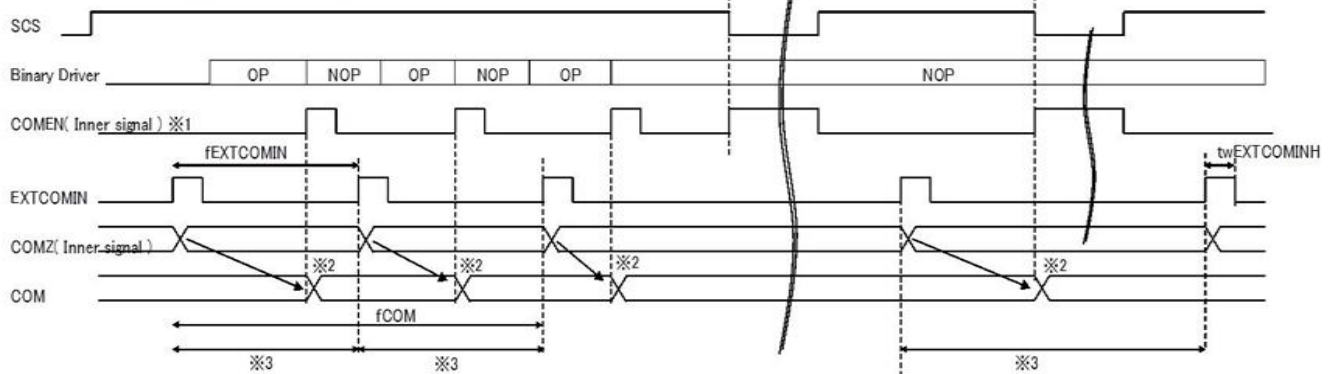 SCS
Binary Driver OP NOP OP NOP OP NOP
COMEN( Inner signal ) ※1
fEXTCOMIN twEXTCOMINH
EXTCOMIN
COMZ( Inner signal )
※2 ※2 ※2 ※2
COM
fCOM
※3 ※3 ※3